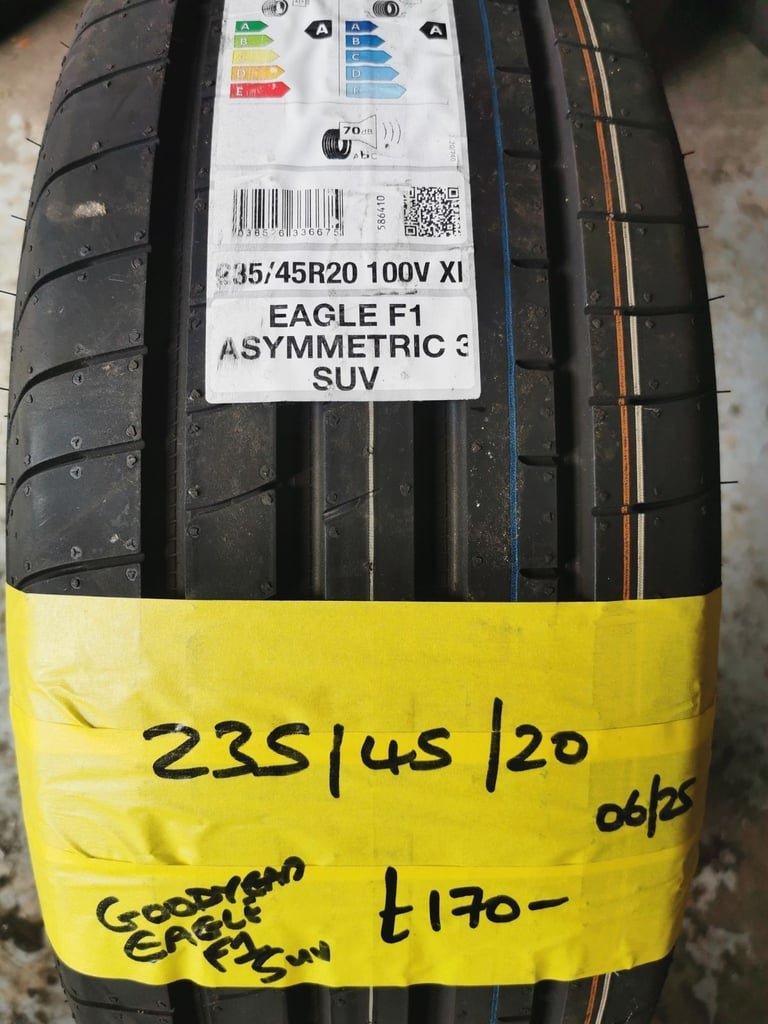 A A A A
B B
C C
D D
E E
70dB
ABC
586410
235/45R20 100V Xl
EAGLE F1
ASYMMETRIC 3
SUV
235/45/20
06/25
GOODYEAR
EAGLE
F1
SUV
£170-